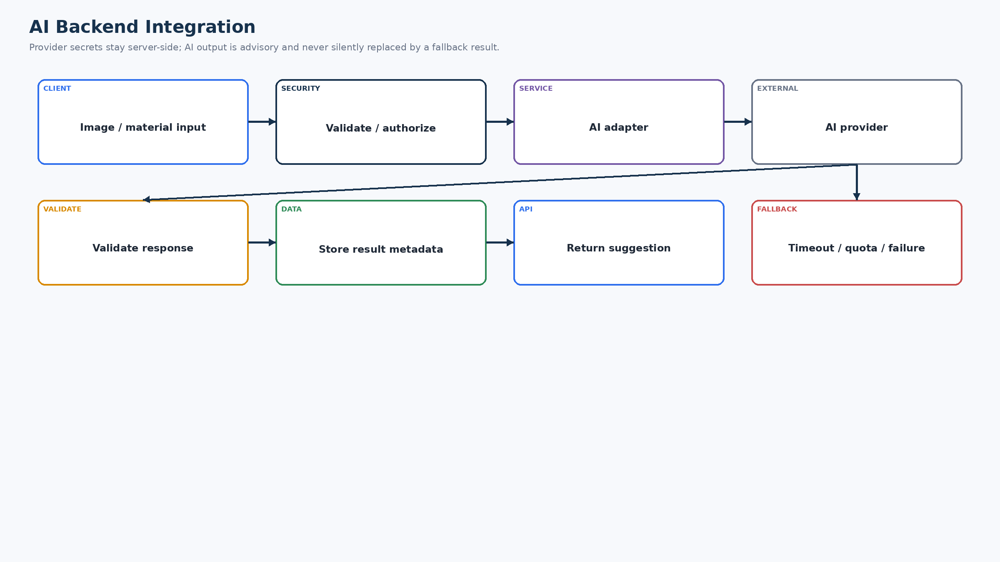 AI Backend Integration
Provider secrets stay server-side; AI output is advisory and never silently replaced by a fallback result.
CLIENT
Image / material input
SECURITY
Validate / authorize
SERVICE
AI adapter
EXTERNAL
AI provider
VALIDATE
Validate response
DATA
Store result metadata
API
Return suggestion
FALLBACK
Timeout / quota / failure